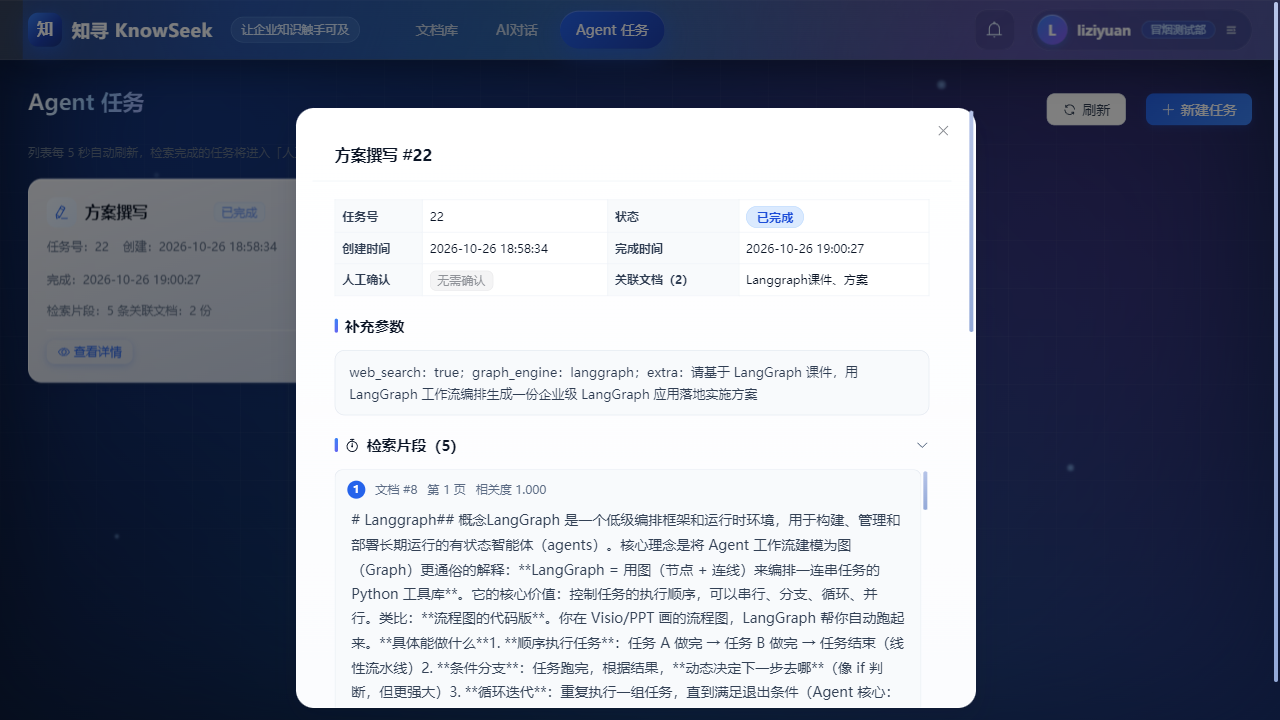 知 知寻 KnowSeek 让企业知识触手可及 文档库 AI对话 Agent 任务 L liziyuan
Agent 任务
刷新 新建任务
列表每 5 秒自动刷新，检索完成的任务将进入「人
方案撰写 已完成
任务号：22 创建：2026-10-26 18:58:34
完成：2026-10-26 19:00:27
检索片段：5 条关联文档：2 份
查看详情
方案撰写 #22
任务号 22 状态 已完成
创建时间 2026-10-26 18:58:34 完成时间 2026-10-26 19:00:27
人工确认 无需确认 关联文档（2） Langgraph课件、方案
补充参数
web_search：true；graph_engine：langgraph；extra：请基于 LangGraph 课件，用
LangGraph 工作流编排生成一份企业级 LangGraph 应用落地实施方案
检索片段（5）
1 文档 #8 第 1 页 相关度 1.000
# Langgraph## 概念LangGraph 是一个低级编排框架和运行时环境，用于构建、管理和
部署长期运行的有状态智能体（agents）。核心理念是将 Agent 工作流建模为图
（Graph）更通俗的解释：**LangGraph = 用图（节点 + 连线）来编排一连串任务的
Python 工具库**。它的核心价值：控制任务的执行顺序，可以串行、分支、循环、并
行。类比：**流程图的代码版**。你在 Visio/PPT 画的流程图，LangGraph 帮你自动跑起
来。**具体能做什么**1. **顺序执行任务**：任务 A 做完 → 任务 B 做完 → 任务结束（线
性流水线）2. **条件分支**：任务跑完，根据结果，**动态决定下一步去哪**（像 if 判
断，但更强大）3. **循环迭代**：重复执行一组任务，直到满足退出条件（Agent 核心：